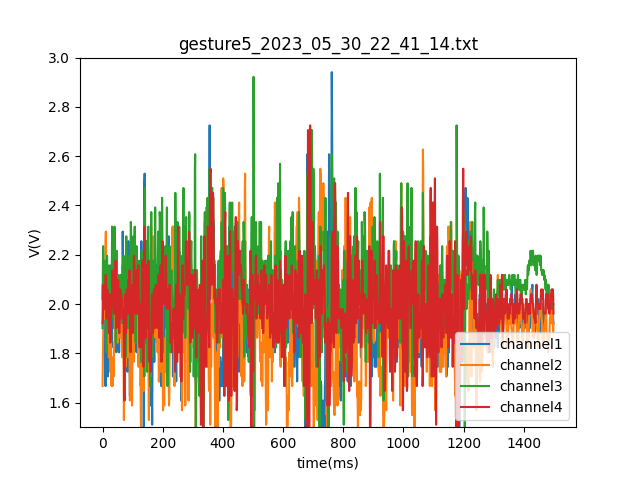 gesture5_2023_05_30_22_41_14.txt
3.0
2.8
2.6
2.4
2.2
2.0
1.8
1.6
V(V)
channel1
channel2
channel3
channel4
0 200 400 600 800 1000 1200 1400
time(ms)